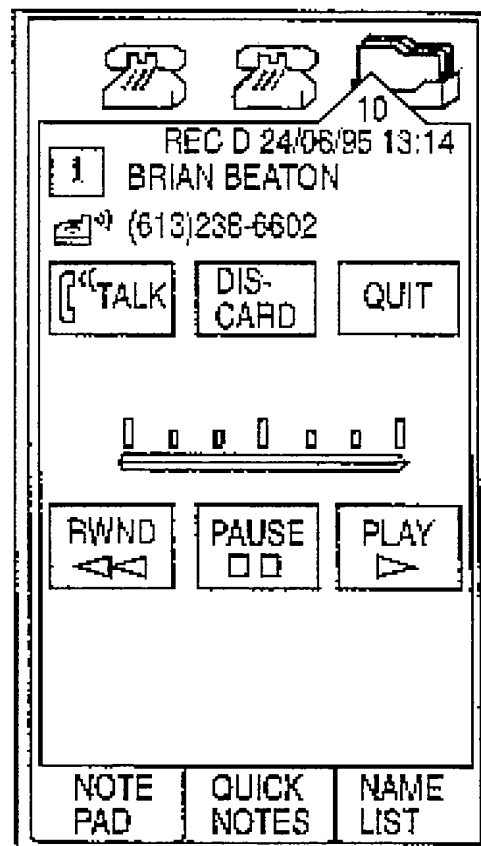 10
REC D 24/06/95 13:14
1 BRIAN BEATON
(613)238-6602
TALK DIS- QUIT
CARD
RWND PAUSE PLAY
NOTE QUICK NAME
PAD NOTES LIST